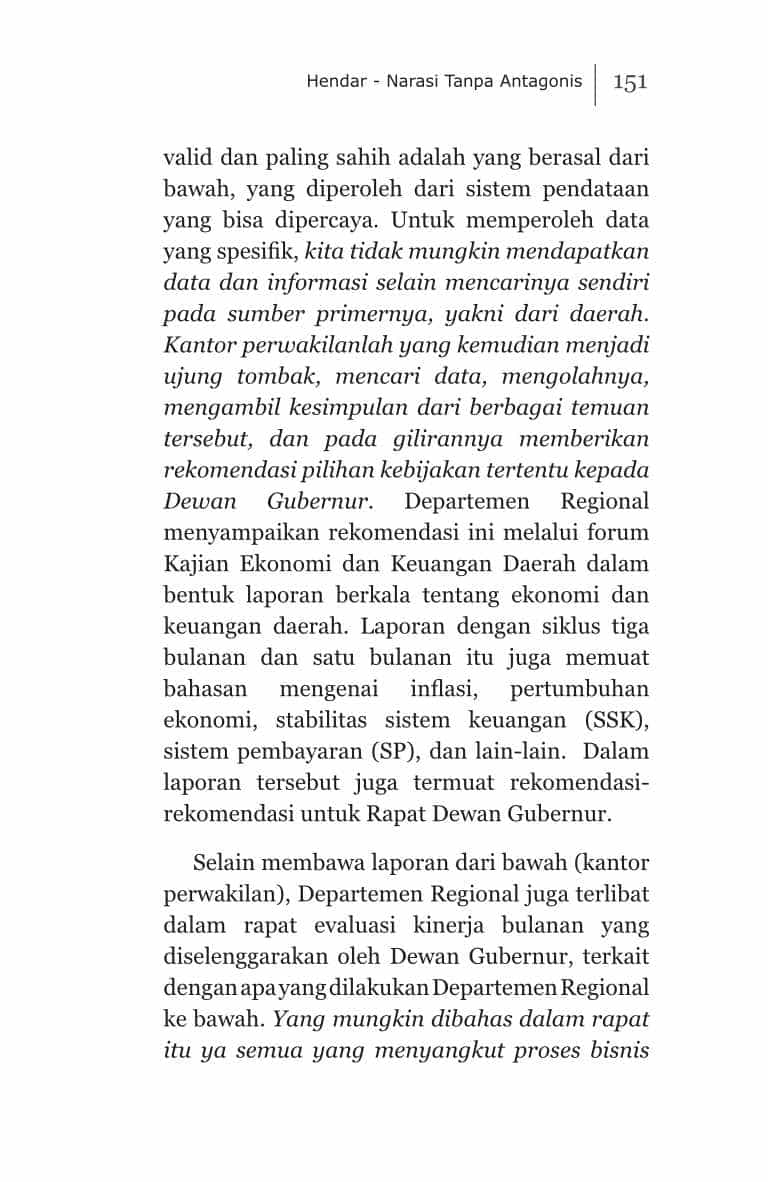 Hendar - Narasi Tanpa Antagonis 151
valid dan paling sahih adalah yang berasal dari
bawah, yang diperoleh dari sistem pendataan
yang bisa dipercaya. Untuk memperoleh data
yang spesifik, kita tidak mungkin mendapatkan
data dan informasi selain mencarinya sendiri
pada sumber primernya, yakni dari daerah.
Kantor perwakilanlah yang kemudian menjadi
ujung tombak, mencari data, mengolahnya,
mengambil kesimpulan dari berbagai temuan
tersebut, dan pada gilirannya memberikan
rekomendasi pilihan kebijakan tertentu kepada
Dewan Gubernur. Departemen Regional
menyampaikan rekomendasi ini melalui forum
Kajian Ekonomi dan Keuangan Daerah dalam
bentuk laporan berkala tentang ekonomi dan
keuangan daerah. Laporan dengan siklus tiga
bulanan dan satu bulanan itu juga memuat
bahasan mengenai inflasi, pertumbuhan
ekonomi, stabilitas sistem keuangan (SSK),
sistem pembayaran (SP), dan lain-lain. Dalam
laporan tersebut juga termuat rekomendasi-
rekomendasi untuk Rapat Dewan Gubernur.
Selain membawa laporan dari bawah (kantor
perwakilan), Departemen Regional juga terlibat
dalam rapat evaluasi kinerja bulanan yang
diselenggarakan oleh Dewan Gubernur, terkait
dengan apa yang dilakukan Departemen Regional
ke bawah. Yang mungkin dibahas dalam rapat
itu ya semua yang menyangkut proses bisnis